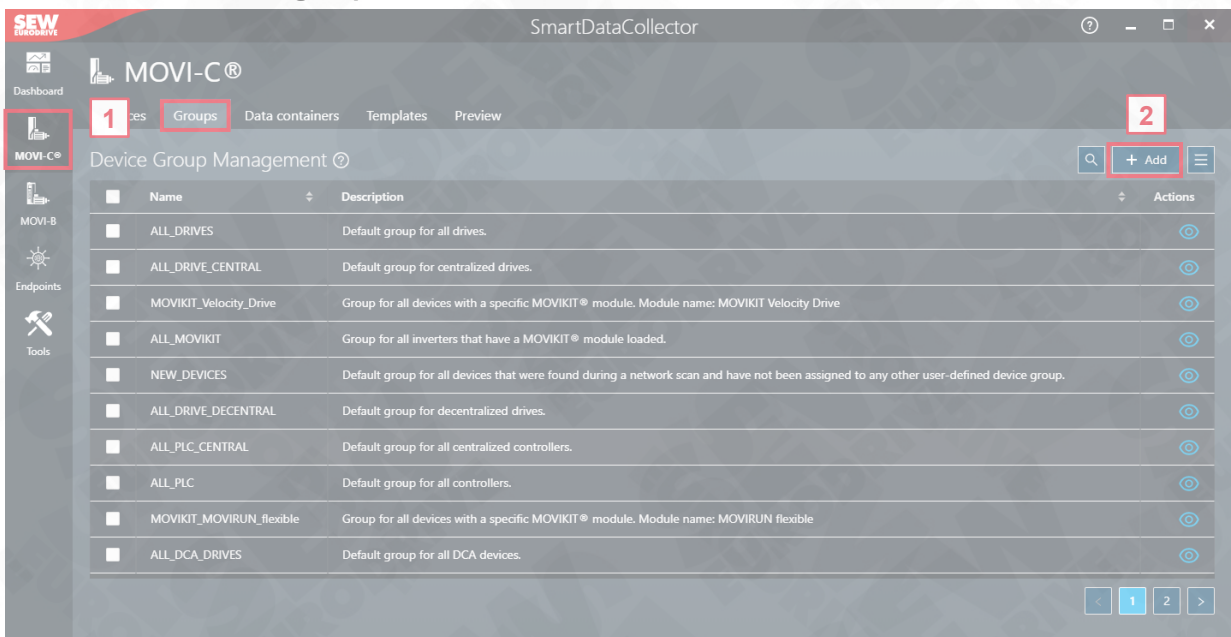 SEW
EURODRIVE
SmartDataCollector
Dashboard
MOVI-C®
MOVI-B
Endpoints
Tools
MOVI-C®
1
ces Groups Data containers Templates Preview
2
Device Group Management
+ Add
Name Description Actions
ALL_DRIVES Default group for all drives.
ALL_DRIVE_CENTRAL Default group for centralized drives.
MOVIKIT_Velocity_Drive Group for all devices with a specific MOVIKIT® module. Module name: MOVIKIT Velocity Drive
ALL_MOVIKIT Group for all inverters that have a MOVIKIT® module loaded.
NEW_DEVICES Default group for all devices that were found during a network scan and have not been assigned to any other user-defined device group.
ALL_DRIVE_DECENTRAL Default group for decentralized drives.
ALL_PLC_CENTRAL Default group for all centralized controllers.
ALL_PLC Default group for all controllers.
MOVIKIT_MOVIRUN_flexible Group for all devices with a specific MOVIKIT® module. Module name: MOVIRUN flexible
ALL_DCA_DRIVES Default group for all DCA devices.
< 1 2 >